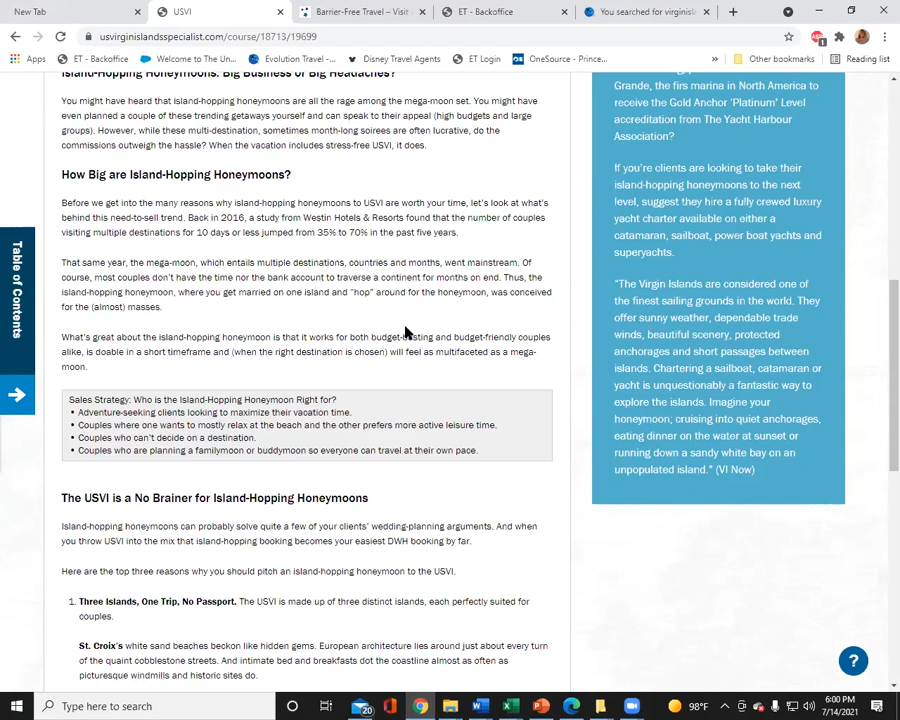 New Tab
USVI
Barrier-Free Travel – Visit
ET - Backoffice
You searched for virginisl
usvirginislandsspecialist.com/course/18713/19699
Apps
ET - Backoffice
Welcome to The Un...
Evolution Travel -...
Disney Travel Agents
ET Login
OneSource - Prince...
»
Other bookmarks
Reading list
Island-Hopping Honeymoons: Big Business or Big Headaches?
You might have heard that island-hopping honeymoons are all the rage among the mega-moon set. You might have
even planned a couple of these trending getaways yourself and can speak to their appeal (high budgets and large
groups). However, while these multi-destination, sometimes month-long soirees are often lucrative, do the
commissions outweigh the hassle? When the vacation includes stress-free USVI, it does.
How Big are Island-Hopping Honeymoons?
Before we get into the many reasons why island-hopping honeymoons to USVI are worth your time, let's look at what's
behind this need-to-sell trend. Back in 2016, a study from Westin Hotels & Resorts found that the number of couples
visiting multiple destinations for 10 days or less jumped from 35% to 70% in the past five years.
That same year, the mega-moon, which entails multiple destinations, countries and months, went mainstream. Of
course, most couples don't have the time nor the bank account to traverse a continent for months on end. Thus, the
island-hopping honeymoon, where you get married on one island and "hop" around for the honeymoon, was conceived
for the (almost) masses.
What's great about the island-hopping honeymoon is that it works for both budget-busting and budget-friendly couples
alike, is doable in a short timeframe and (when the right destination is chosen) will feel as multifaceted as a mega-
moon.
Sales Strategy: Who is the Island-Hopping Honeymoon Right for?
• Adventure-seeking clients looking to maximize their vacation time.
• Couples where one wants to mostly relax at the beach and the other prefers more active leisure time.
• Couples who can't decide on a destination.
• Couples who are planning a familymoon or buddymoon so everyone can travel at their own pace.
The USVI is a No Brainer for Island-Hopping Honeymoons
Island-hopping honeymoons can probably solve quite a few of your clients' wedding-planning arguments. And when
you throw USVI into the mix that island-hopping booking becomes your easiest DWH booking by far.
Here are the top three reasons why you should pitch an island-hopping honeymoon to the USVI.
1. Three Islands, One Trip, No Passport. The USVI is made up of three distinct islands, each perfectly suited for
couples.
St. Croix's white sand beaches beckon like hidden gems. European architecture lies around just about every turn
of the quaint cobblestone streets. And intimate bed and breakfasts dot the coastline almost as often as
picturesque windmills and historic sites do.
Grande, the firs marina in North America to
receive the Gold Anchor 'Platinum' Level
accreditation from The Yacht Harbour
Association?
If you're clients are looking to take their
island-hopping honeymoons to the next
level, suggest they hire a fully crewed luxury
yacht charter available on either a
catamaran, sailboat, power boat yachts and
superyachts.
"The Virgin Islands are considered one of
the finest sailing grounds in the world. They
offer sunny weather, dependable trade
winds, beautiful scenery, protected
anchorages and short passages between
islands. Chartering a sailboat, catamaran or
yacht is unquestionably a fantastic way to
explore the islands. Imagine your
honeymoon; cruising into quiet anchorages,
eating dinner on the water at sunset or
running down a sandy white bay on an
unpopulated island." (VI Now)
Table of Contents
?
Type here to search
20
98°F
6:00 PM
7/14/2021